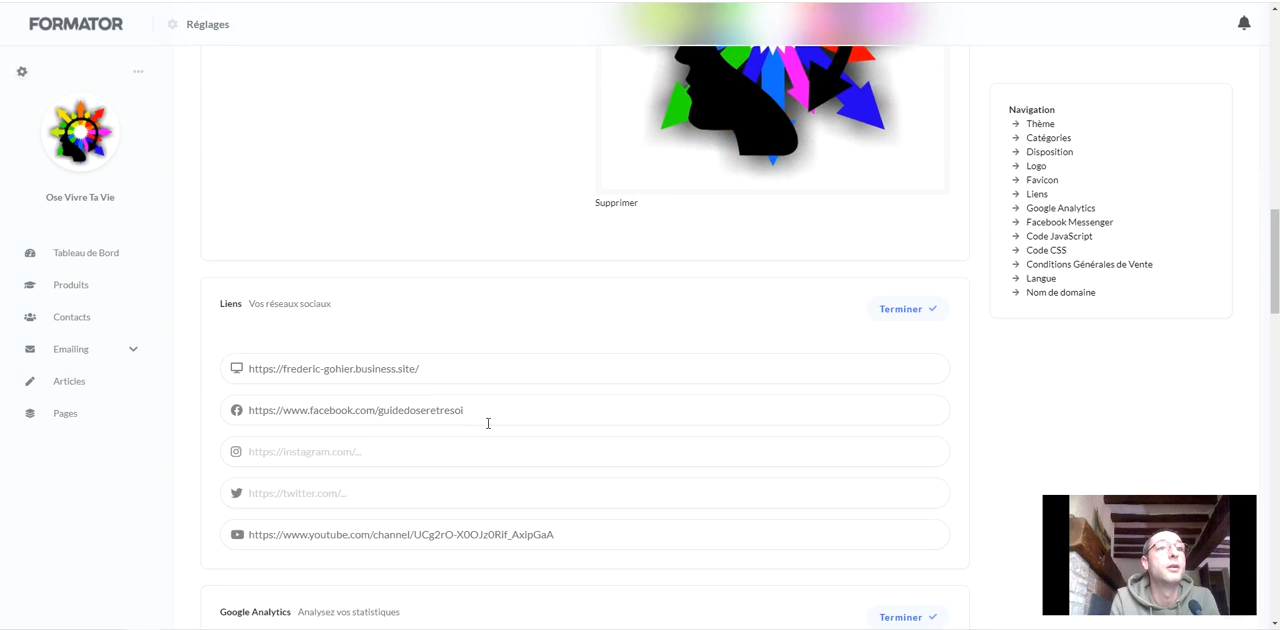 FORMATOR
Réglages
Ose Vivre Ta Vie
Tableau de Bord
Produits
Contacts
Emailing
Articles
Pages
Supprimer
Liens Vos réseaux sociaux
Terminer
https://frederic-gohier.business.site/
https://www.facebook.com/guidedoseretresoi
https://instagram.com/...
https://twitter.com/...
https://www.youtube.com/channel/UCg2rO-X0OJz0Rif_AxipGaA
Google Analytics Analysez vos statistiques
Terminer
Navigation
Thème
Catégories
Disposition
Logo
Favicon
Liens
Google Analytics
Facebook Messenger
Code JavaScript
Code CSS
Conditions Générales de Vente
Langue
Nom de domaine